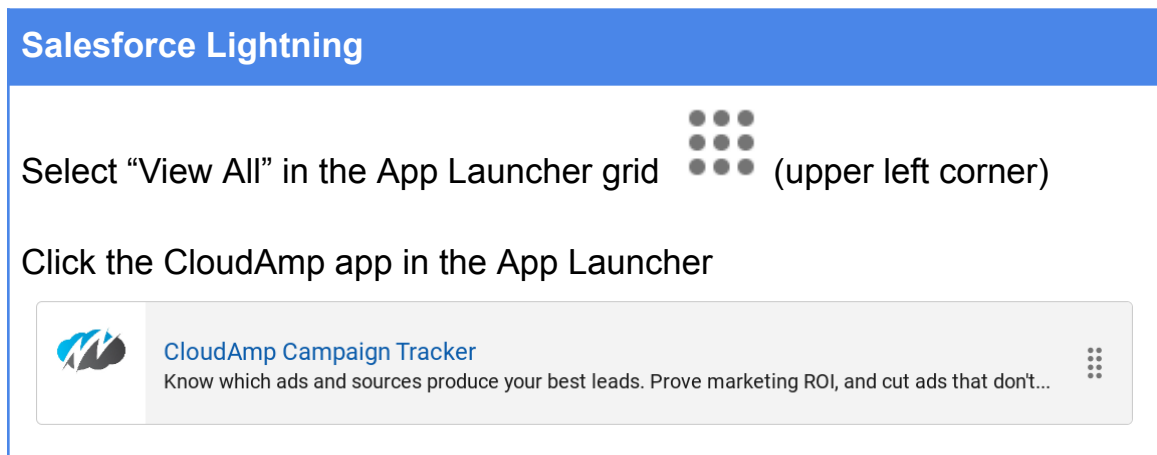 Salesforce Lightning
Select “View All” in the App Launcher grid (upper left corner)
Click the CloudAmp app in the App Launcher
CloudAmp Campaign Tracker
Know which ads and sources produce your best leads. Prove marketing ROI, and cut ads that don't...